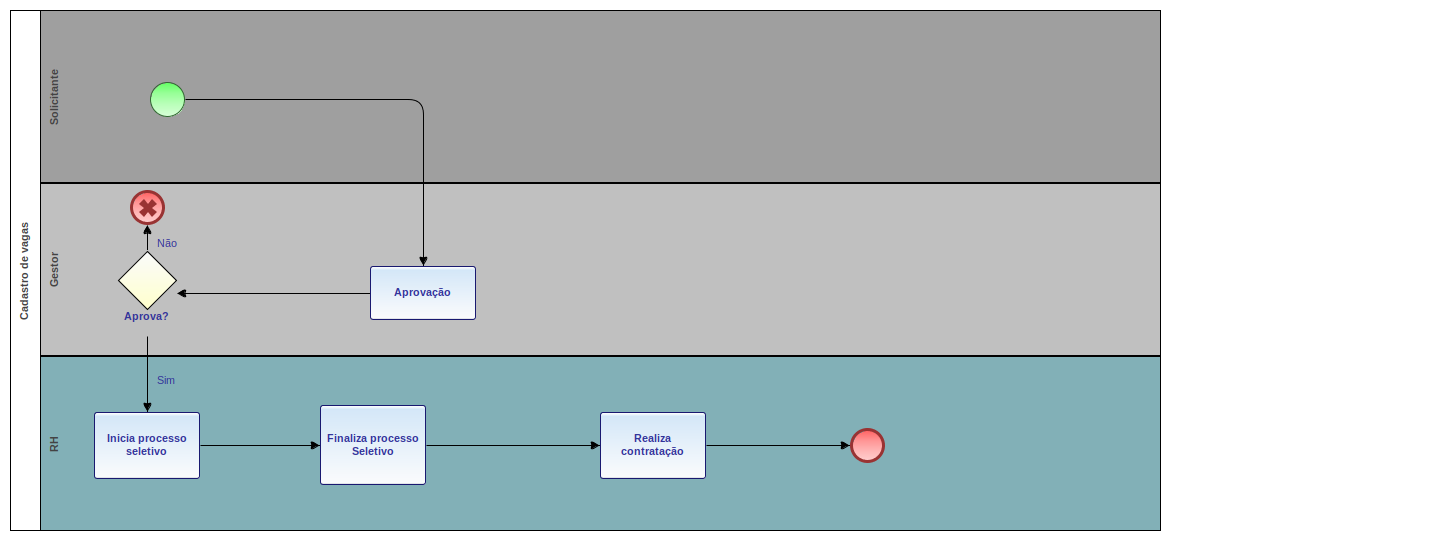 Cadastro de vagas
Solicitante
Gestor
Não
Aprova?
Aprovação
RH
Sim
Inicia processo
seletivo
Finaliza processo
Seletivo
Realiza
contratação